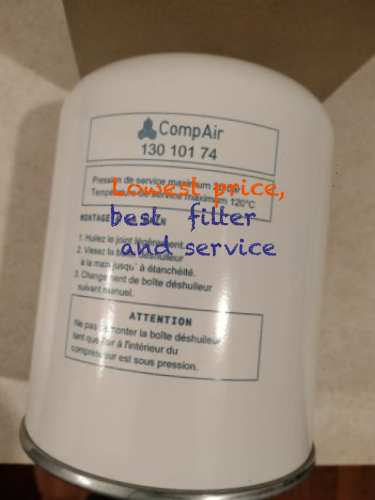 CompAir
130 101 74
Pression de service maximum
Température de service maximum 120°C
Lowest price,
best filter
and service
MONTAGE
1. Huilez le joint légèrement.
2. Vissez la boîte déshuileur
à la main jusqu' à étanchéité.
3. Changement de boîte déshuileur
suivant manuel.
ATTENTION
Ne pas démonter la boîte déshuileur
tant que l'air à l'intérieur du
compresseur est sous pression.